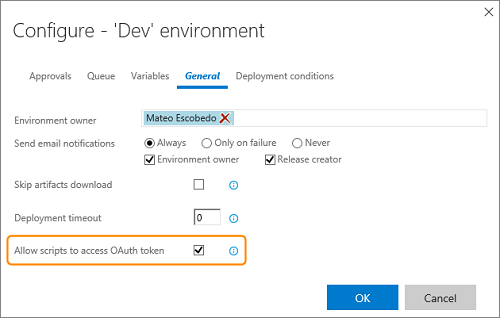 Configure - 'Dev' environment
Approvals Queue Variables General Deployment conditions
Environment owner Mateo Escobedo
Send email notifications Always Only on failure Never
Environment owner Release creator
Skip artifacts download
Deployment timeout 0
Allow scripts to access OAuth token
OK Cancel